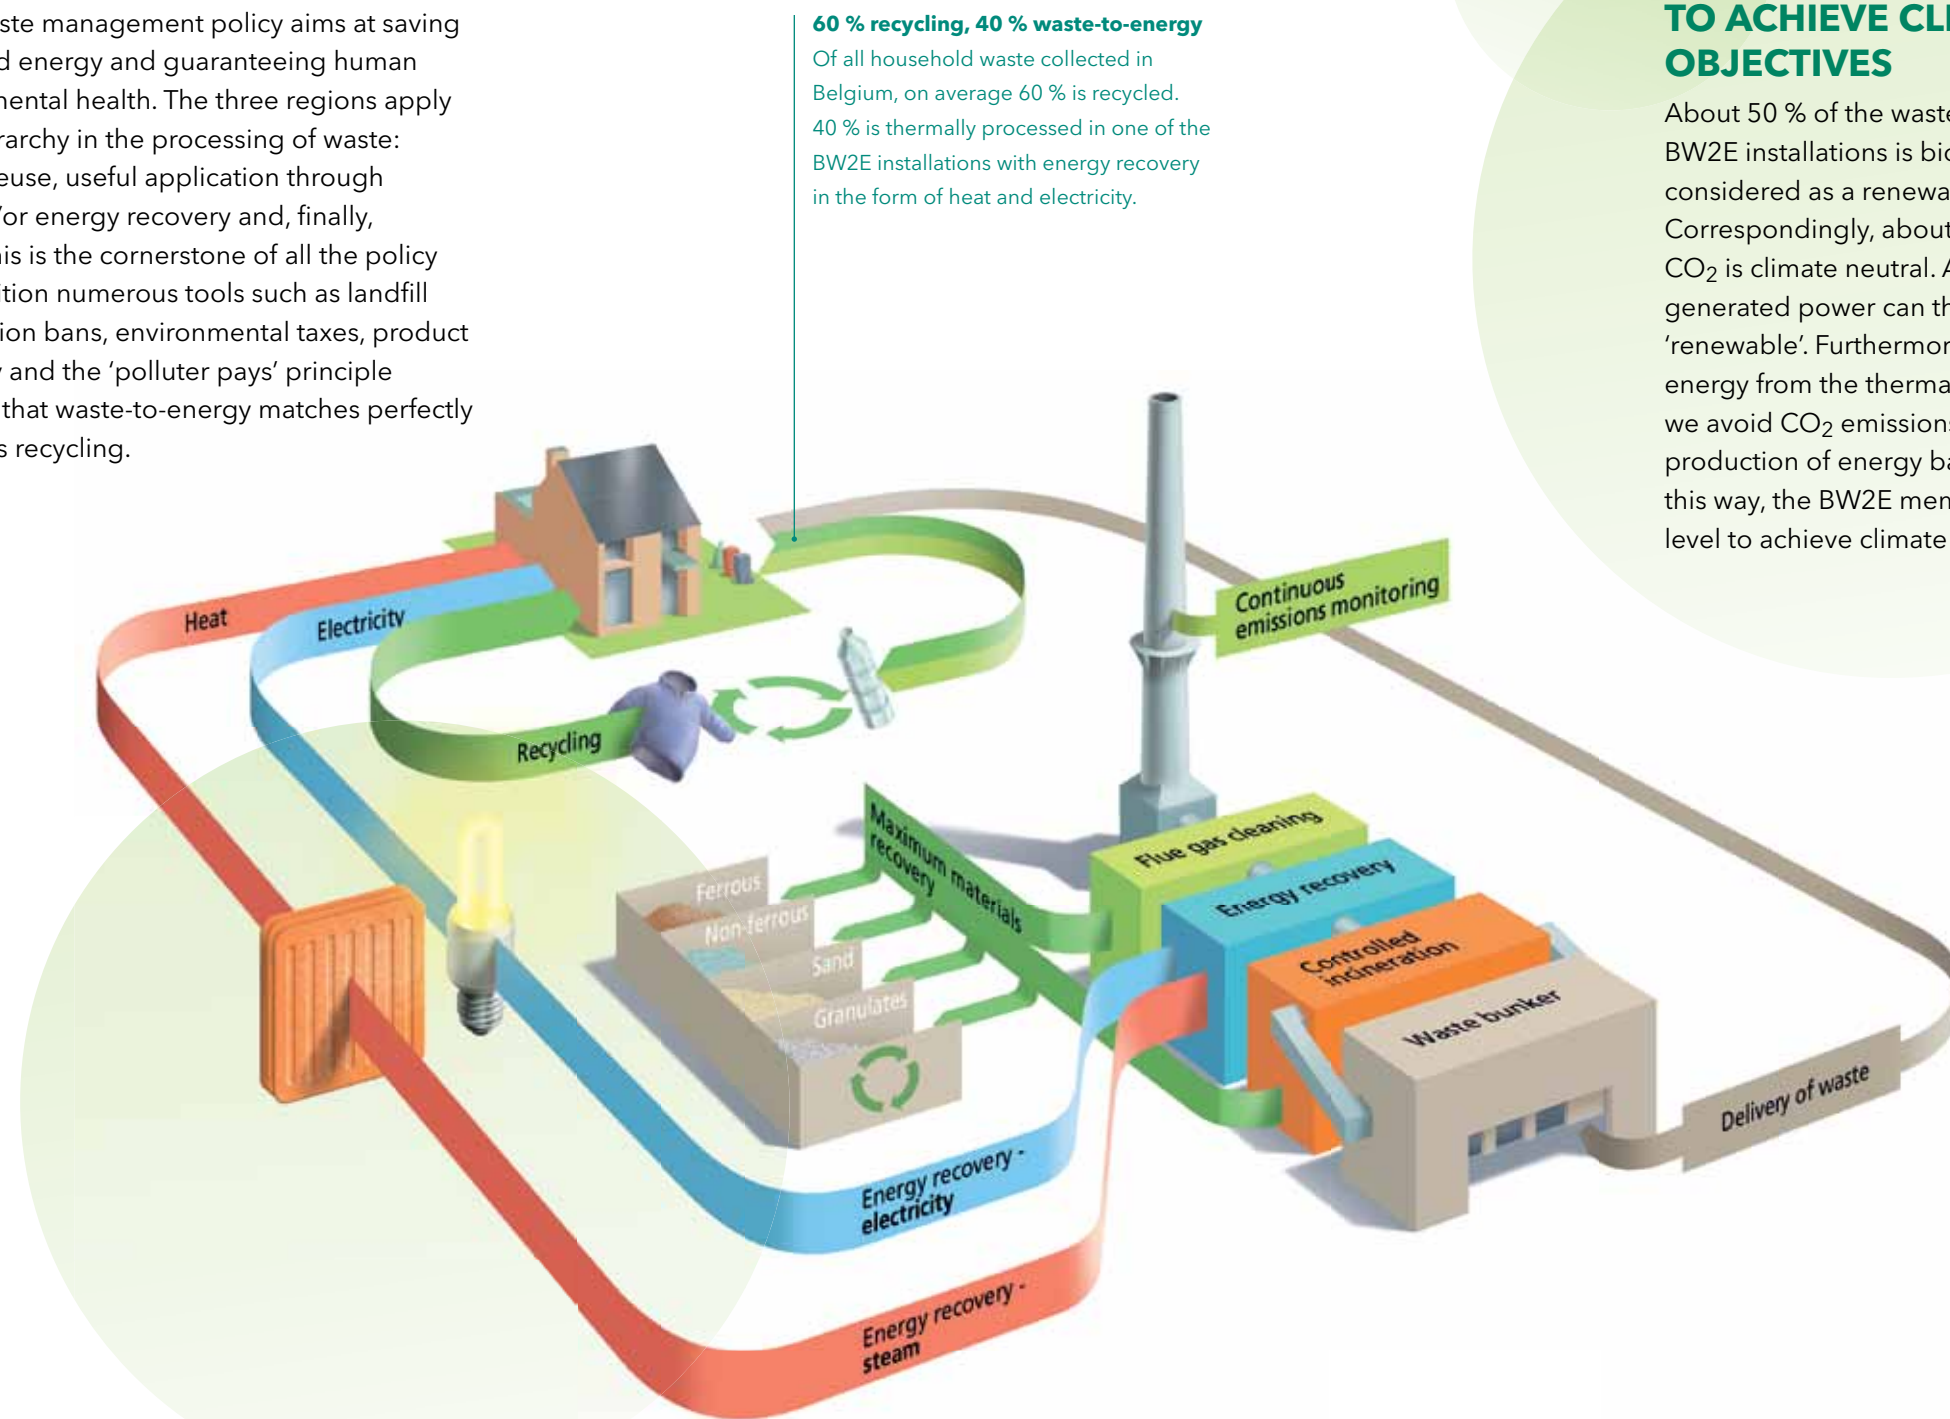 ste management policy aims at saving
d energy and guaranteeing human
mental health. The three regions apply
rarchy in the processing of waste:
euse, useful application through
/or energy recovery and, finally,
is is the cornerstone of all the policy
ition numerous tools such as landfill
ion bans, environmental taxes, product
y and the ‘polluter pays’ principle
that waste-to-energy matches perfectly
s recycling.
60 % recycling, 40 % waste-to-energy
Of all household waste collected in
Belgium, on average 60 % is recycled.
40 % is thermally processed in one of the
BW2E installations with energy recovery
in the form of heat and electricity.
TO ACHIEVE CLI
OBJECTIVES
About 50 % of the waste
BW2E installations is bio
considered as a renewa
Correspondingly, about
CO₂ is climate neutral. A
generated power can th
‘renewable’. Furthermor
energy from the therma
we avoid CO₂ emissions
production of energy ba
this way, the BW2E mem
level to achieve climate
Heat
Electricity
Recycling
Continuous
emissions monitoring
Maximum materials
recovery
Ferrous
Non-ferrous
Sand
Granulates
Flue gas cleaning
Energy recovery
Controlled
incineration
Waste bunker
Delivery of waste
Energy recovery -
electricity
Energy recovery -
steam